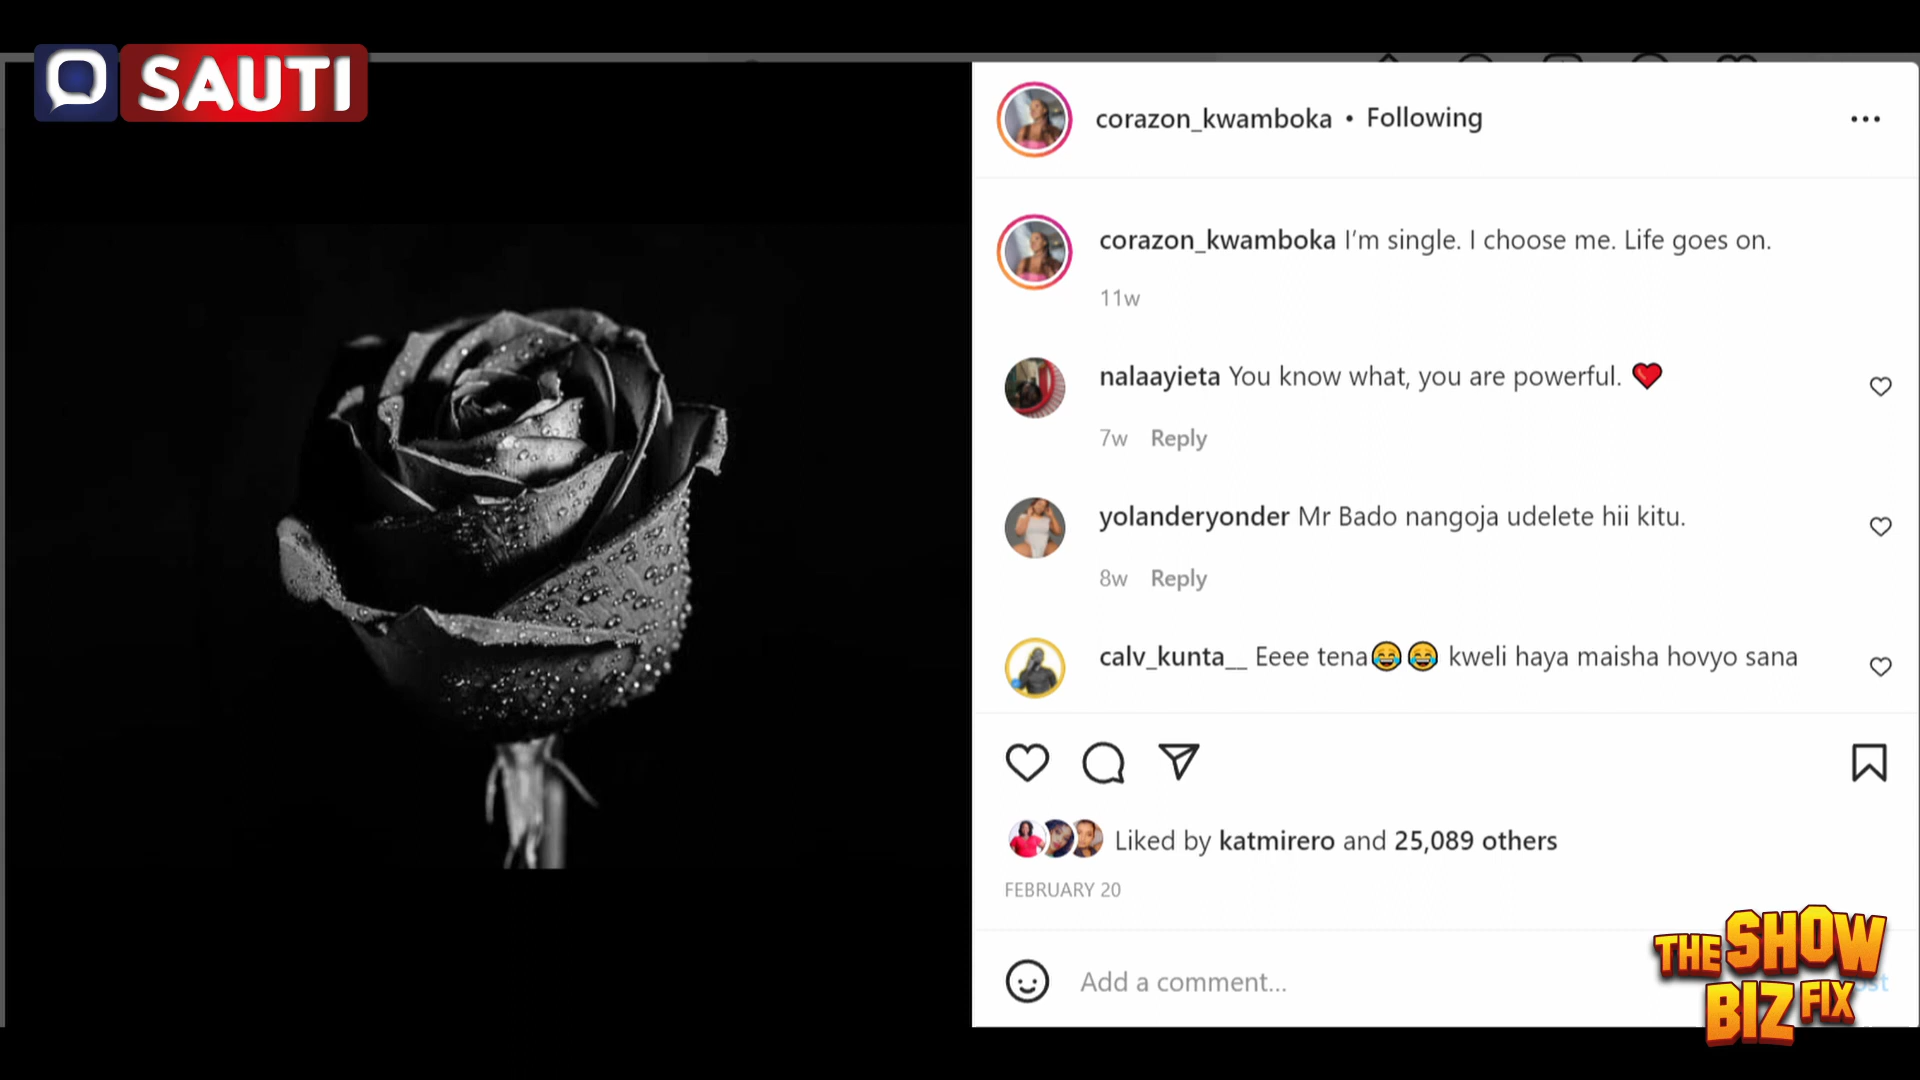 SAUTI
corazon_kwamboka • Following
corazon_kwamboka I'm single. I choose me. Life goes on.
11w
nalaayieta You know what, you are powerful. ❤️
7w Reply
yolanderyonder Mr Bado nangoja udelete hii kitu.
8w Reply
calv_kunta__ Eeee tena😂😂 kweli haya maisha hovyo sana
Liked by katmirero and 25,089 others
FEBRUARY 20
Add a comment...
THE SHOW
BIZ FIX